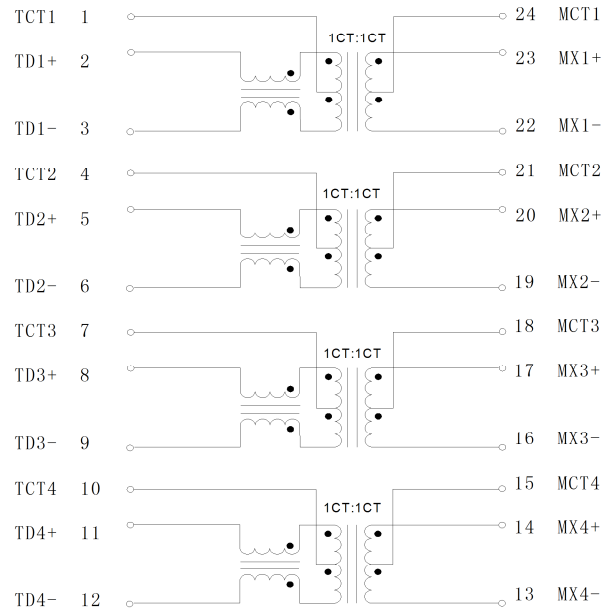 TCT1 1 24 MCT1
1CT:1CT
TD1+ 2 23 MX1+
TD1- 3 22 MX1-
TCT2 4 21 MCT2
1CT:1CT
TD2+ 5 20 MX2+
TD2- 6 19 MX2-
TCT3 7 18 MCT3
1CT:1CT
TD3+ 8 17 MX3+
TD3- 9 16 MX3-
TCT4 10 15 MCT4
1CT:1CT
TD4+ 11 14 MX4+
TD4- 12 13 MX4-